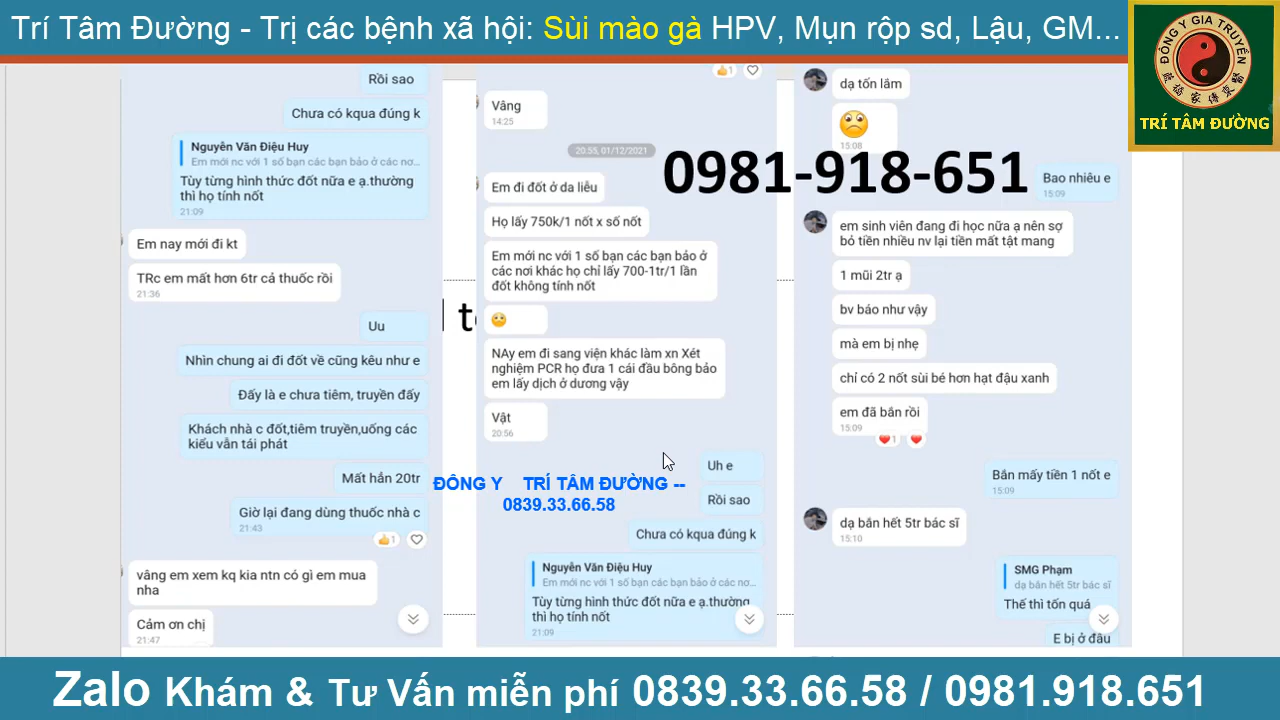 Trí Tâm Đường - Trị các bệnh xã hội: Sùi mào gà HPV, Mụn rộp sd, Lậu, GM...
ĐÔNG Y GIA TRUYỀN
TRÍ TÂM ĐƯỜNG
Rồi sao
Chưa có kqua đúng k
Nguyễn Văn Điệu Huy
Em mới nc với 1 số bạn các bạn bảo ở các nơ...
Tùy từng hình thức đốt nữa e ạ.thường
thì họ tính nốt
21:09
Em nay mới đi kt
TRc em mất hơn 6tr cả thuốc rồi
21:36
Uu
Nhìn chung ai đi đốt về cũng kêu như e
Đấy là e chưa tiêm, truyền đấy
Khách nhà c đốt,tiêm truyền,uống các
kiểu vẫn tái phát
Mất hẳn 20tr
Giờ lại đang dùng thuốc nhà c
21:43
1
vâng em xem kq kia ntn có gì em mua
nha
Cảm ơn chị
21:47
1
Vâng
14:25
20:55, 01/12/2021
Em đi đốt ở da liễu
Họ lấy 750k/1 nốt x số nốt
Em mới nc với 1 số bạn các bạn bảo ở
các nơi khác họ chỉ lấy 700-1tr/1 lần
đốt không tính nốt
NAy em đi sang viện khác làm xn Xét
nghiệm PCR họ đưa 1 cái đầu bông bảo
em lấy dịch ở dương vậy
Vật
20:56
Uh e
Rồi sao
Chưa có kqua đúng k
Nguyễn Văn Điệu Huy
Em mới nc với 1 số bạn các bạn bảo ở các nơ...
Tùy từng hình thức đốt nữa e ạ.thường
thì họ tính nốt
21:09
0981-918-651
ĐÔNG Y TRÍ TÂM ĐƯỜNG --
0839.33.66.58
dạ tốn lâm
15:08
Bao nhiêu e
15:09
em sinh viên đang đi học nữa ạ nên sợ
bỏ tiền nhiều nv lại tiền mất tật mang
1 mũi 2tr ạ
bv báo như vậy
mà em bị nhẹ
chỉ có 2 nốt sùi bé hơn hạt đậu xanh
em đã bắn rồi
15:09
1
Bắn mấy tiền 1 nốt e
15:09
dạ bắn hết 5tr bác sĩ
15:10
SMG Phạm
dạ bắn hết 5tr bác sĩ
Thế thì tốn quá
E bị ở đâu
Zalo Khám & Tư Vấn miễn phí 0839.33.66.58 / 0981.918.651